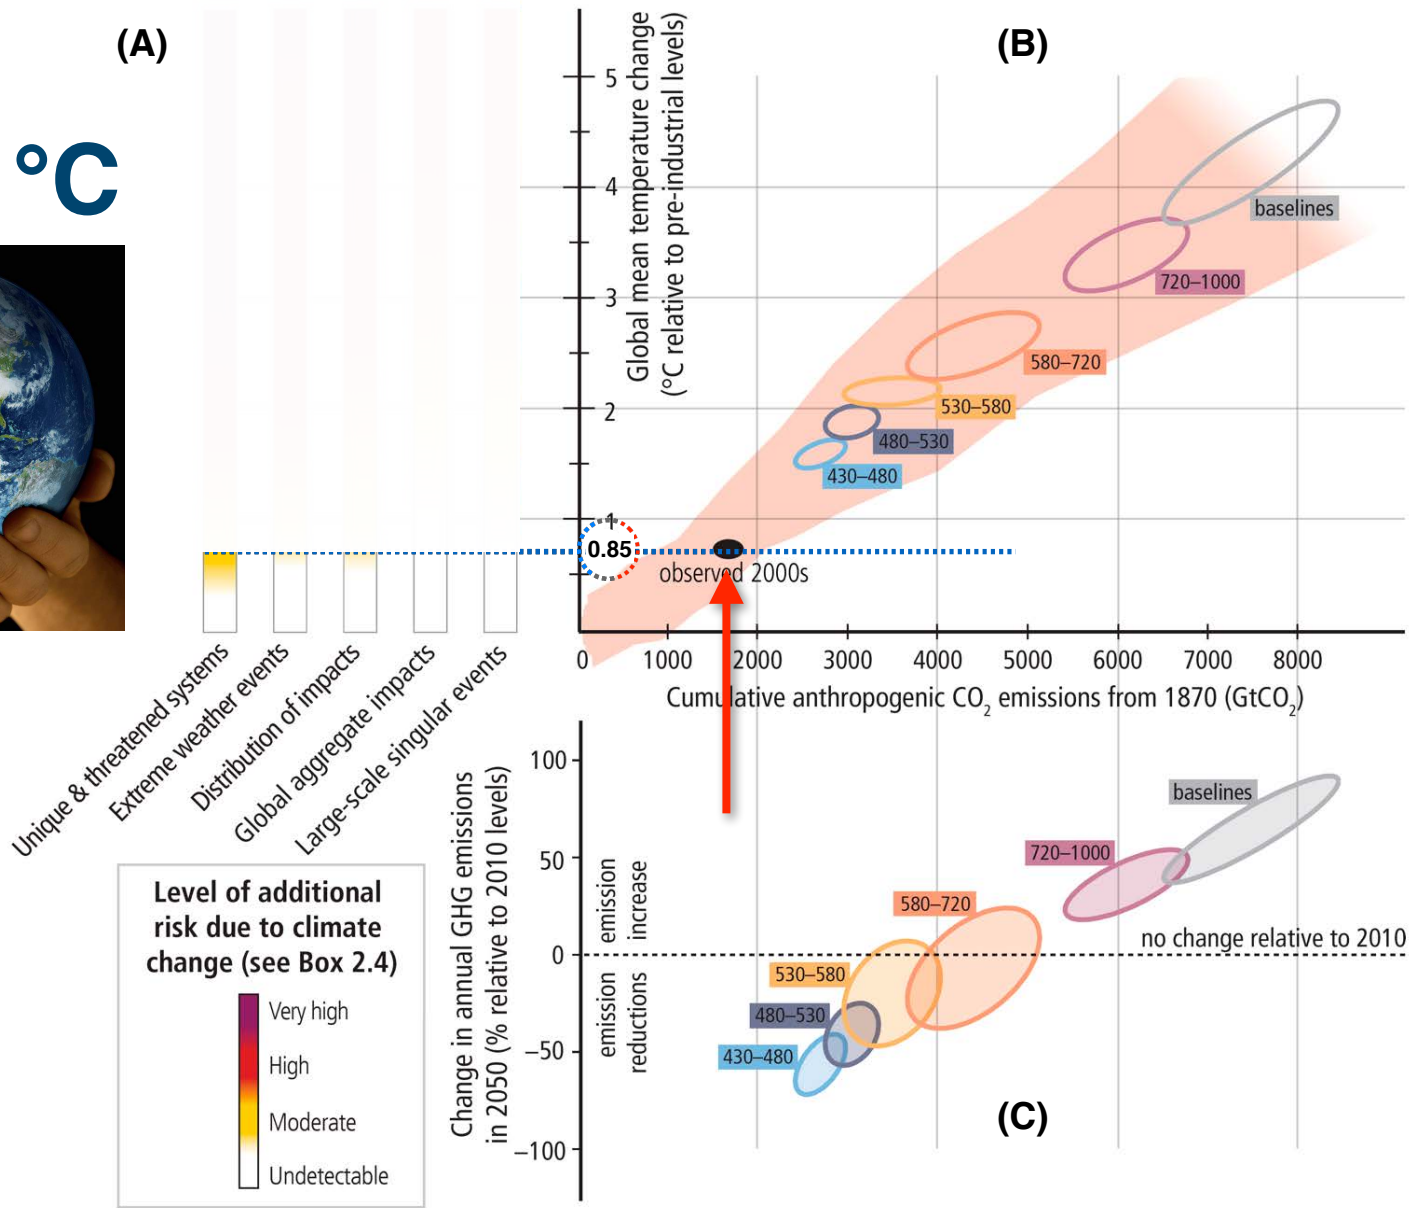 (A)
°C
Unique & threatened systems
Extreme weather events
Distribution of impacts
Global aggregate impacts
Large-scale singular events
Level of additional
risk due to climate
change (see Box 2.4)
Very high
High
Moderate
Undetectable
(B)
Global mean temperature change
(°C relative to pre-industrial levels)
5
4
3
2
1
0.85
baselines
720–1000
580–720
530–580
480–530
430–480
observed 2000s
0 1000 2000 3000 4000 5000 6000 7000 8000
Cumulative anthropogenic CO2 emissions from 1870 (GtCO2)
Change in annual GHG emissions
in 2050 (% relative to 2010 levels)
100
50
0
–50
–100
emission
increase
emission
reductions
baselines
720–1000
580–720
no change relative to 2010
530–580
480–530
430–480
(C)